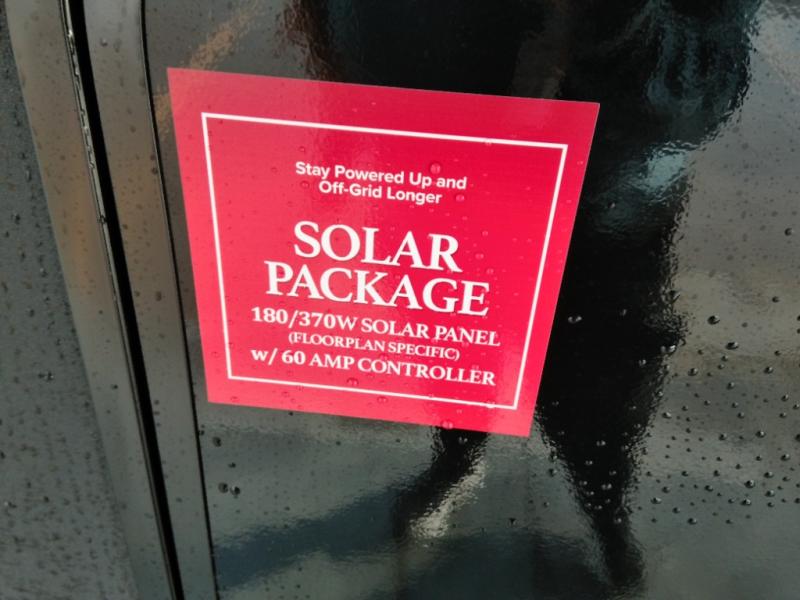 Stay Powered Up and
Off-Grid Longer
SOLAR
PACKAGE
180/370W SOLAR PANEL
(FLOORPLAN SPECIFIC)
w/ 60 AMP CONTROLLER